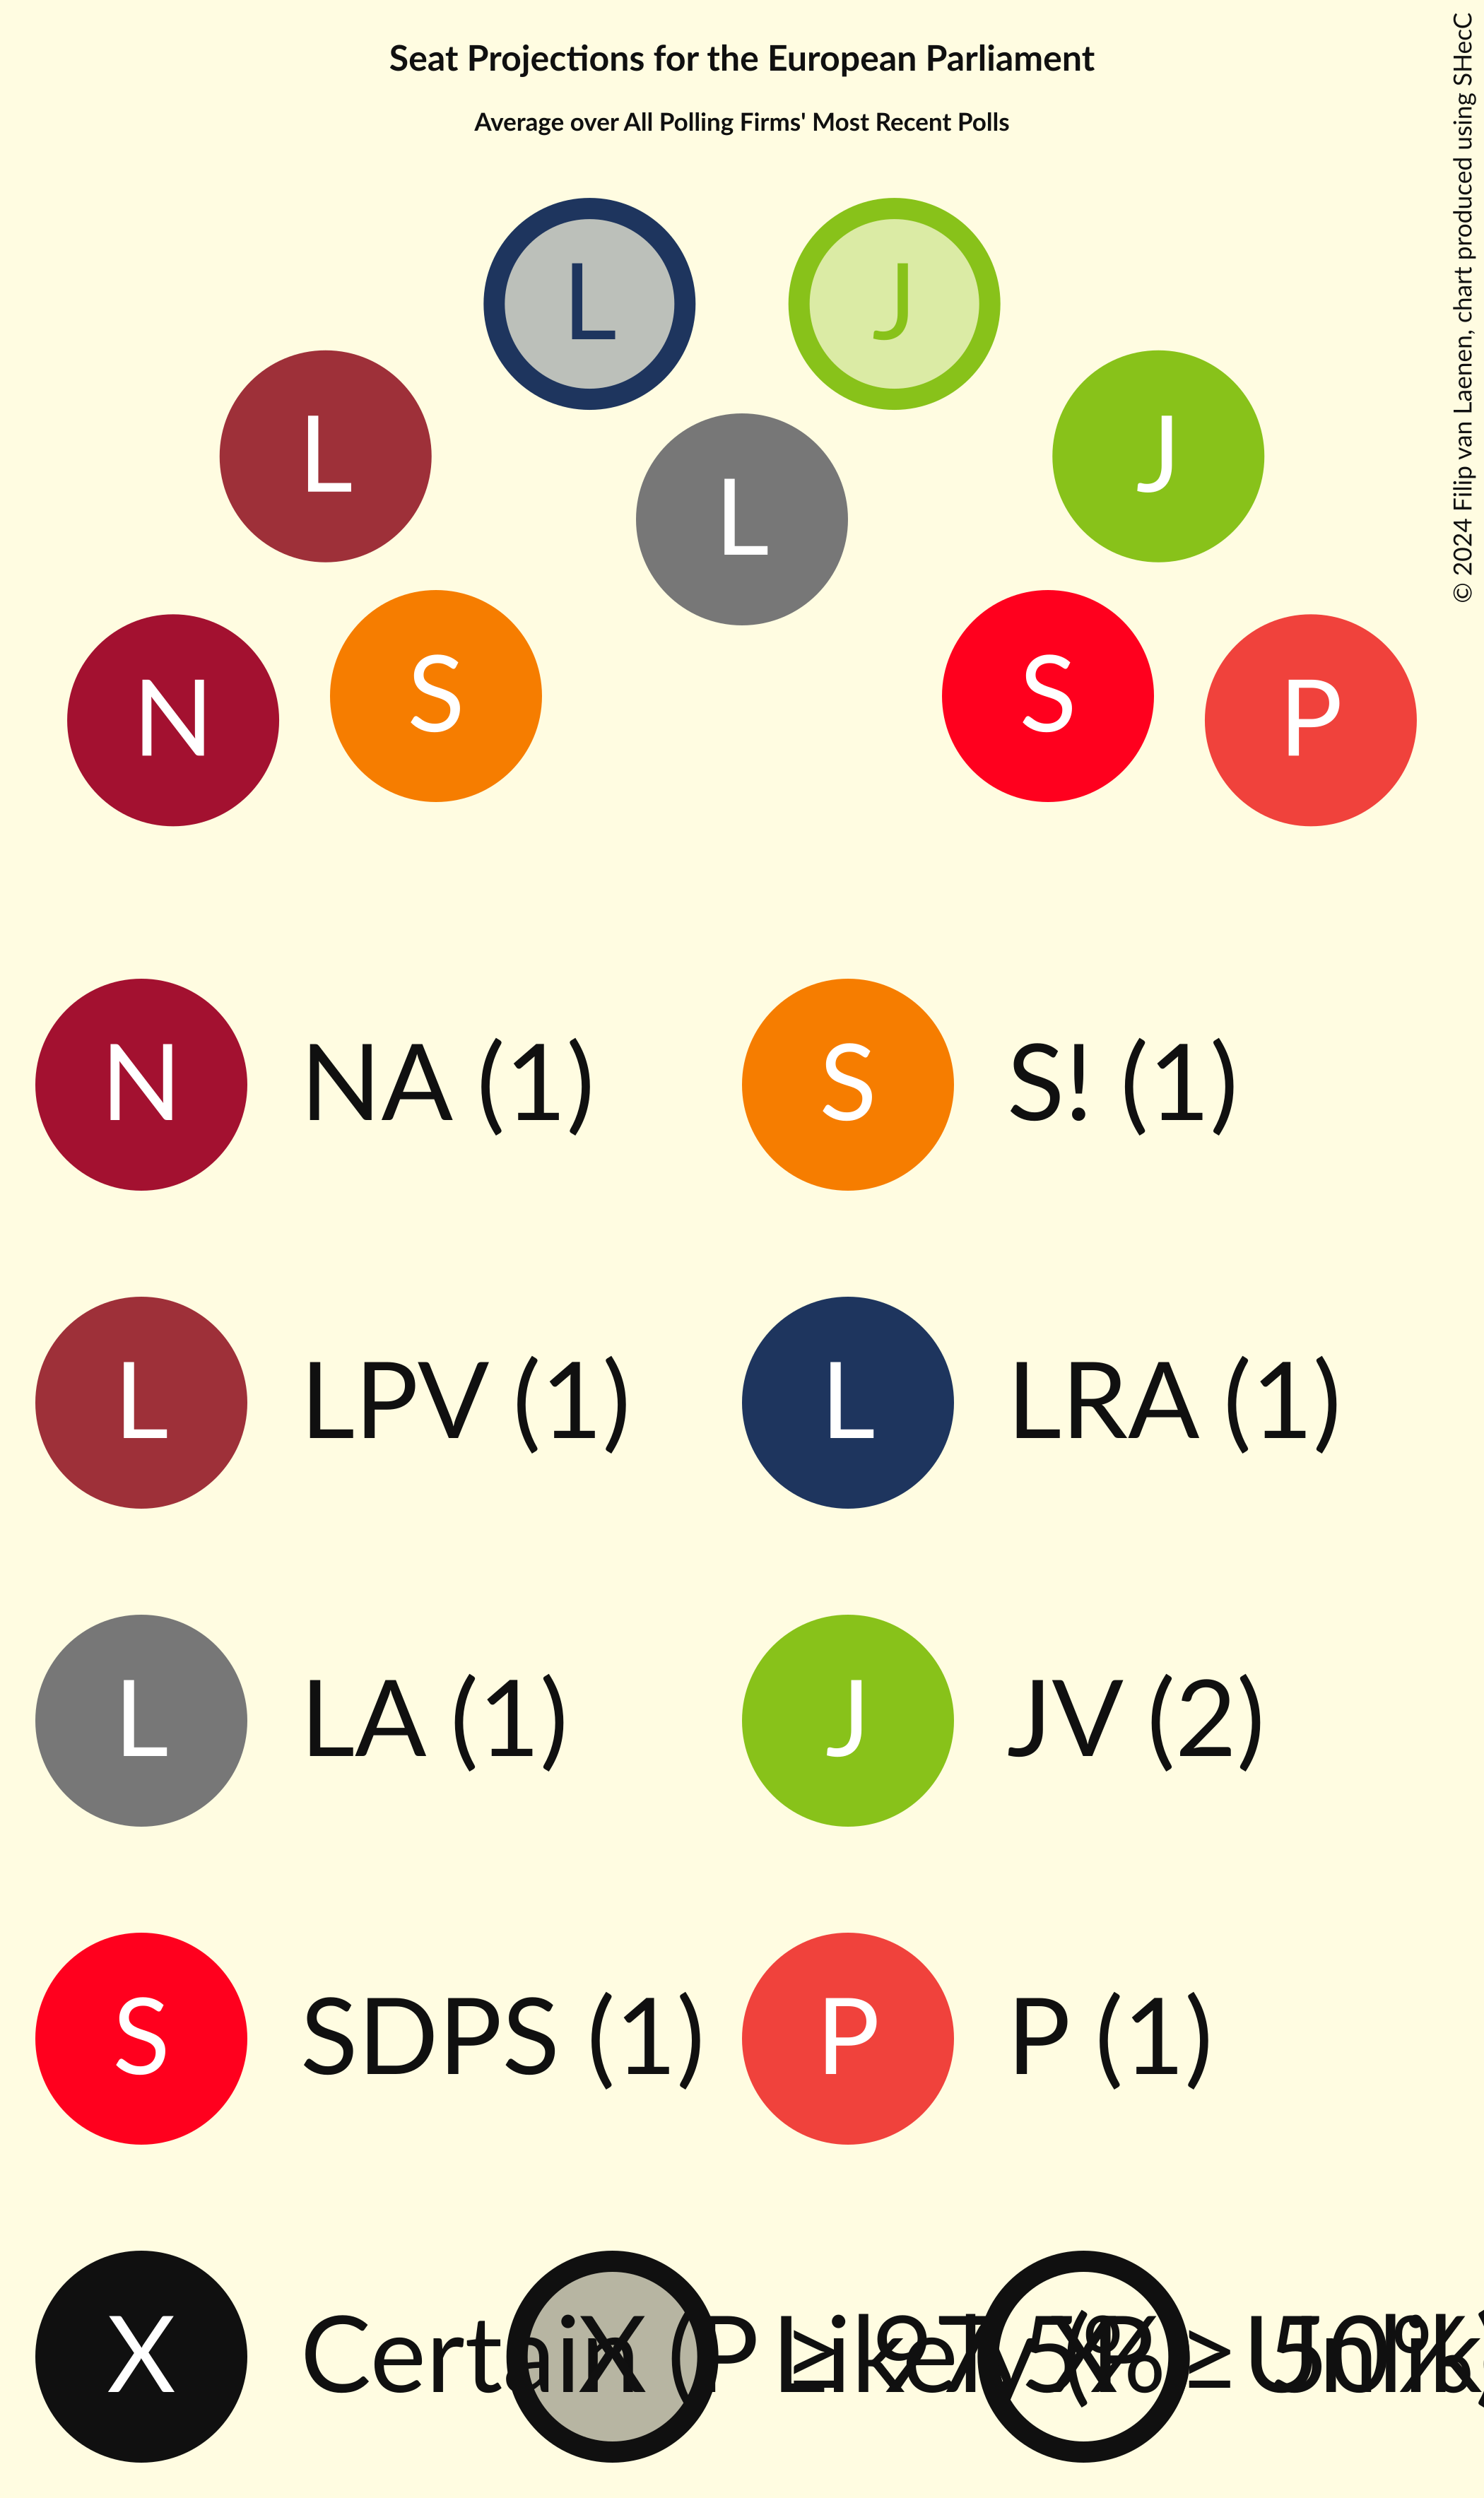 Seat Projections for the European Parliament
Average over All Polling Firms' Most Recent Polls
© 2024 Filip van Laenen, chart produced using SHecC
L
J
L
J
L
N
S
S
P
N NA (1)
S S! (1)
L LPV (1)
L LRA (1)
L LA (1)
J JV (2)
S SDPS (1)
P P (1)
X Certain
X
X